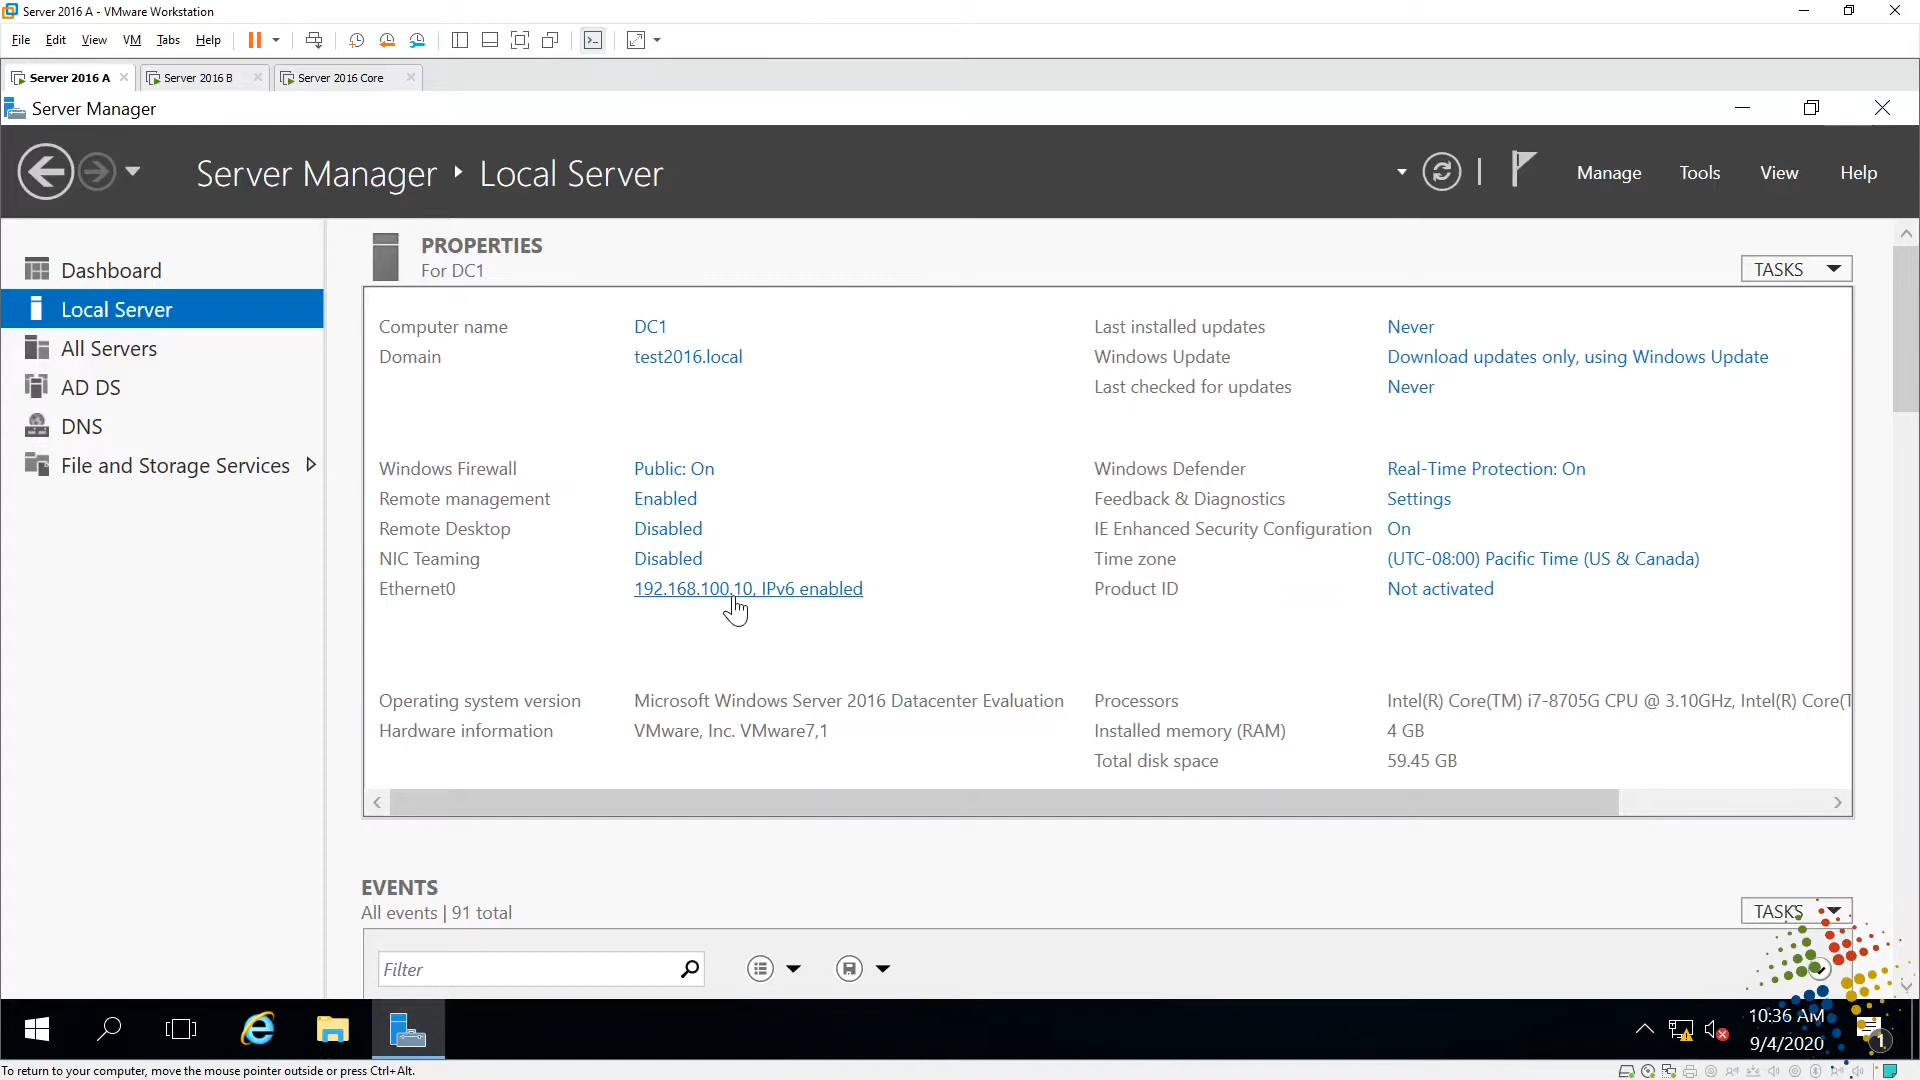 Server 2016 A - VMware Workstation
File Edit View VM Tabs Help
Server 2016 A
Server 2016 B
Server 2016 Core
Server Manager
Server Manager Local Server
Manage Tools View Help
Dashboard
Local Server
All Servers
AD DS
DNS
File and Storage Services
PROPERTIES
For DC1
TASKS
Computer name DC1
Domain test2016.local
Last installed updates Never
Windows Update Download updates only, using Windows Update
Last checked for updates Never
Windows Firewall Public: On
Remote management Enabled
Remote Desktop Disabled
NIC Teaming Disabled
Ethernet0 192.168.100.10, IPv6 enabled
Windows Defender Real-Time Protection: On
Feedback & Diagnostics Settings
IE Enhanced Security Configuration On
Time zone (UTC-08:00) Pacific Time (US & Canada)
Product ID Not activated
Operating system version Microsoft Windows Server 2016 Datacenter Evaluation
Hardware information VMware, Inc. VMware7,1
Processors Intel(R) Core(TM) i7-8705G CPU @ 3.10GHz, Intel(R) Core(T
Installed memory (RAM) 4 GB
Total disk space 59.45 GB
EVENTS
All events | 91 total
TASKS
Filter
10:36 AM
9/4/2020
1
To return to your computer, move the mouse pointer outside or press Ctrl+Alt.